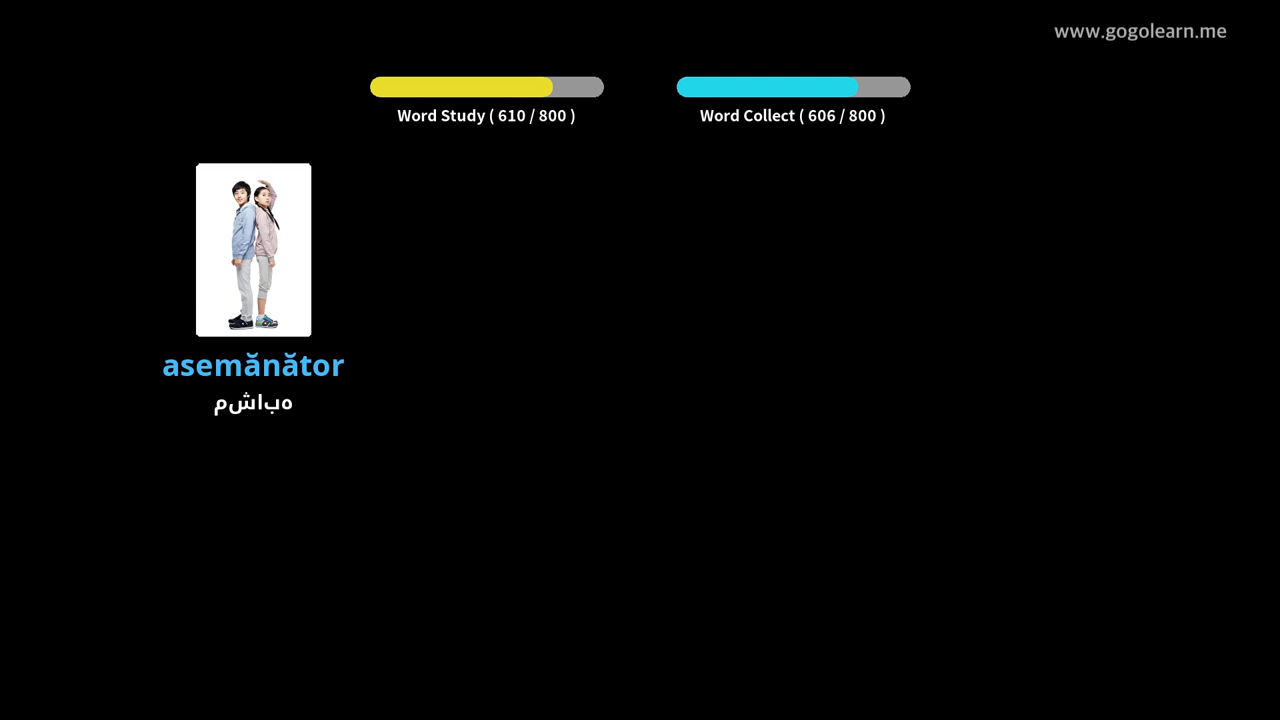 www.gogolearn.me
Word Study ( 610 / 800 )
Word Collect ( 606 / 800 )
asemănător
مشابه